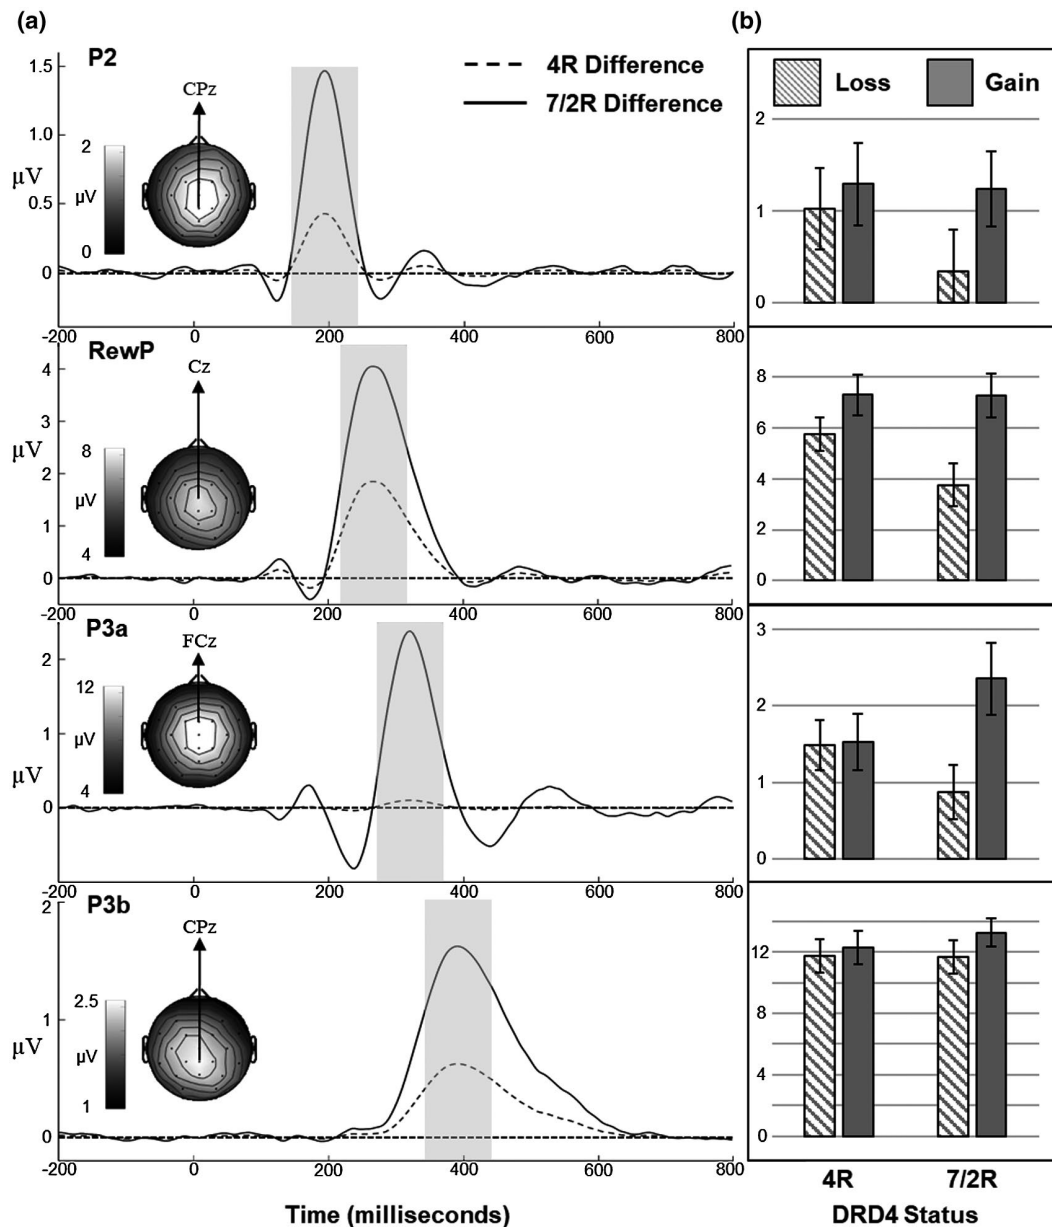 (a)
(b)
P2
1.5
1.0
0.5
0
μV
CPz
2
μV
0
4R Difference
7/2R Difference
-200
0
200
400
600
800
Loss
Gain
2
1
0
RewP
4
3
2
1
0
μV
Cz
8
μV
4
-200
0
200
400
600
800
8
6
4
2
0
P3a
2
1
0
μV
FCz
12
μV
4
-200
0
200
400
600
800
3
2
1
0
P3b
2
1
0
μV
CPz
2.5
μV
1
-200
0
200
400
600
800
12
8
4
0
4R
7/2R
Time (milliseconds)
DRD4 Status